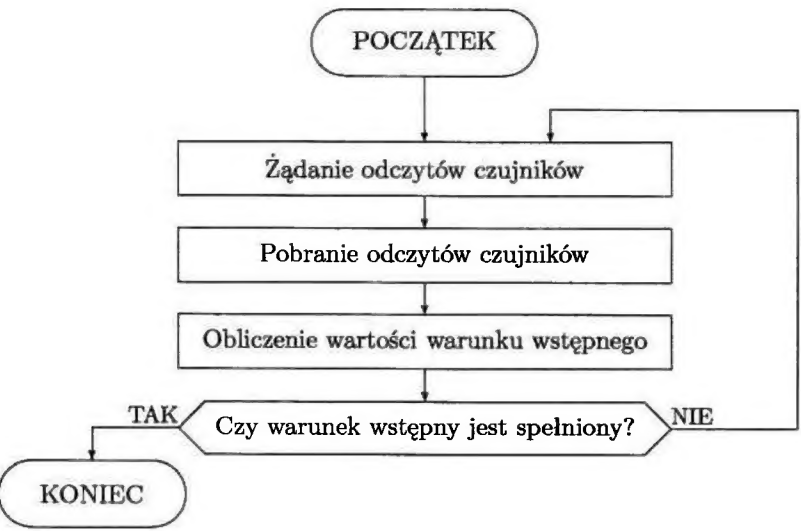 POCZĄTEK
Żądanie odczytów czujników
Pobranie odczytów czujników
Obliczenie wartości warunku wstępnego
TAK
Czy warunek wstępny jest spełniony?
NIE
KONIEC